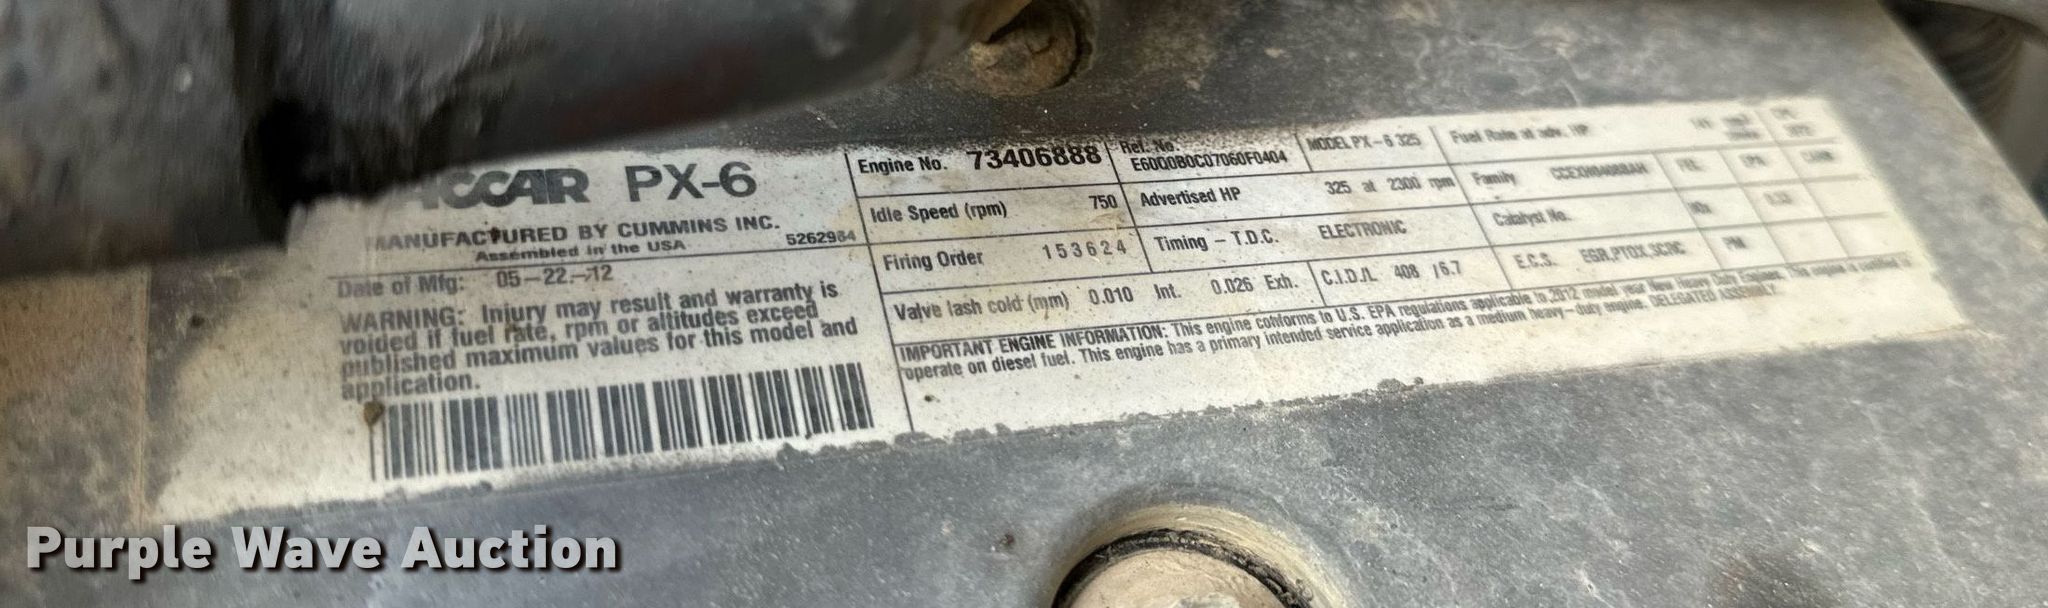 PX-6
MANUFACTURED BY CUMMINS INC.
Assembled in the USA 5262984
Date of Mfg: 05-22-12
WARNING: Injury may result and warranty is
voided if fuel rate, rpm or altitudes exceed
published maximum values for this model and
application.
Engine No. 73406888 Ref. No. E60Q0B0C07060F0404 MODEL PX-6 325 Fuel Rate at adv. HP
Idle Speed (rpm) 750 Advertised HP 325 at 2300 rpm Family
Firing Order 153624 Timing - T.D.C. ELECTRONIC Catalyst No.
Valve lash cold (mm) 0.010 Int. 0.026 Exh. C.I.D./L 408 /6.7 E.C.S.
IMPORTANT ENGINE INFORMATION: This engine conforms to U.S. EPA regulations applicable to 2012 model year New Heavy Duty Engines. This engine is certified to
operate on diesel fuel. This engine has a primary intended service application as a medium heavy-duty engine. DELEGATED ASSEMBLY
Purple Wave Auction